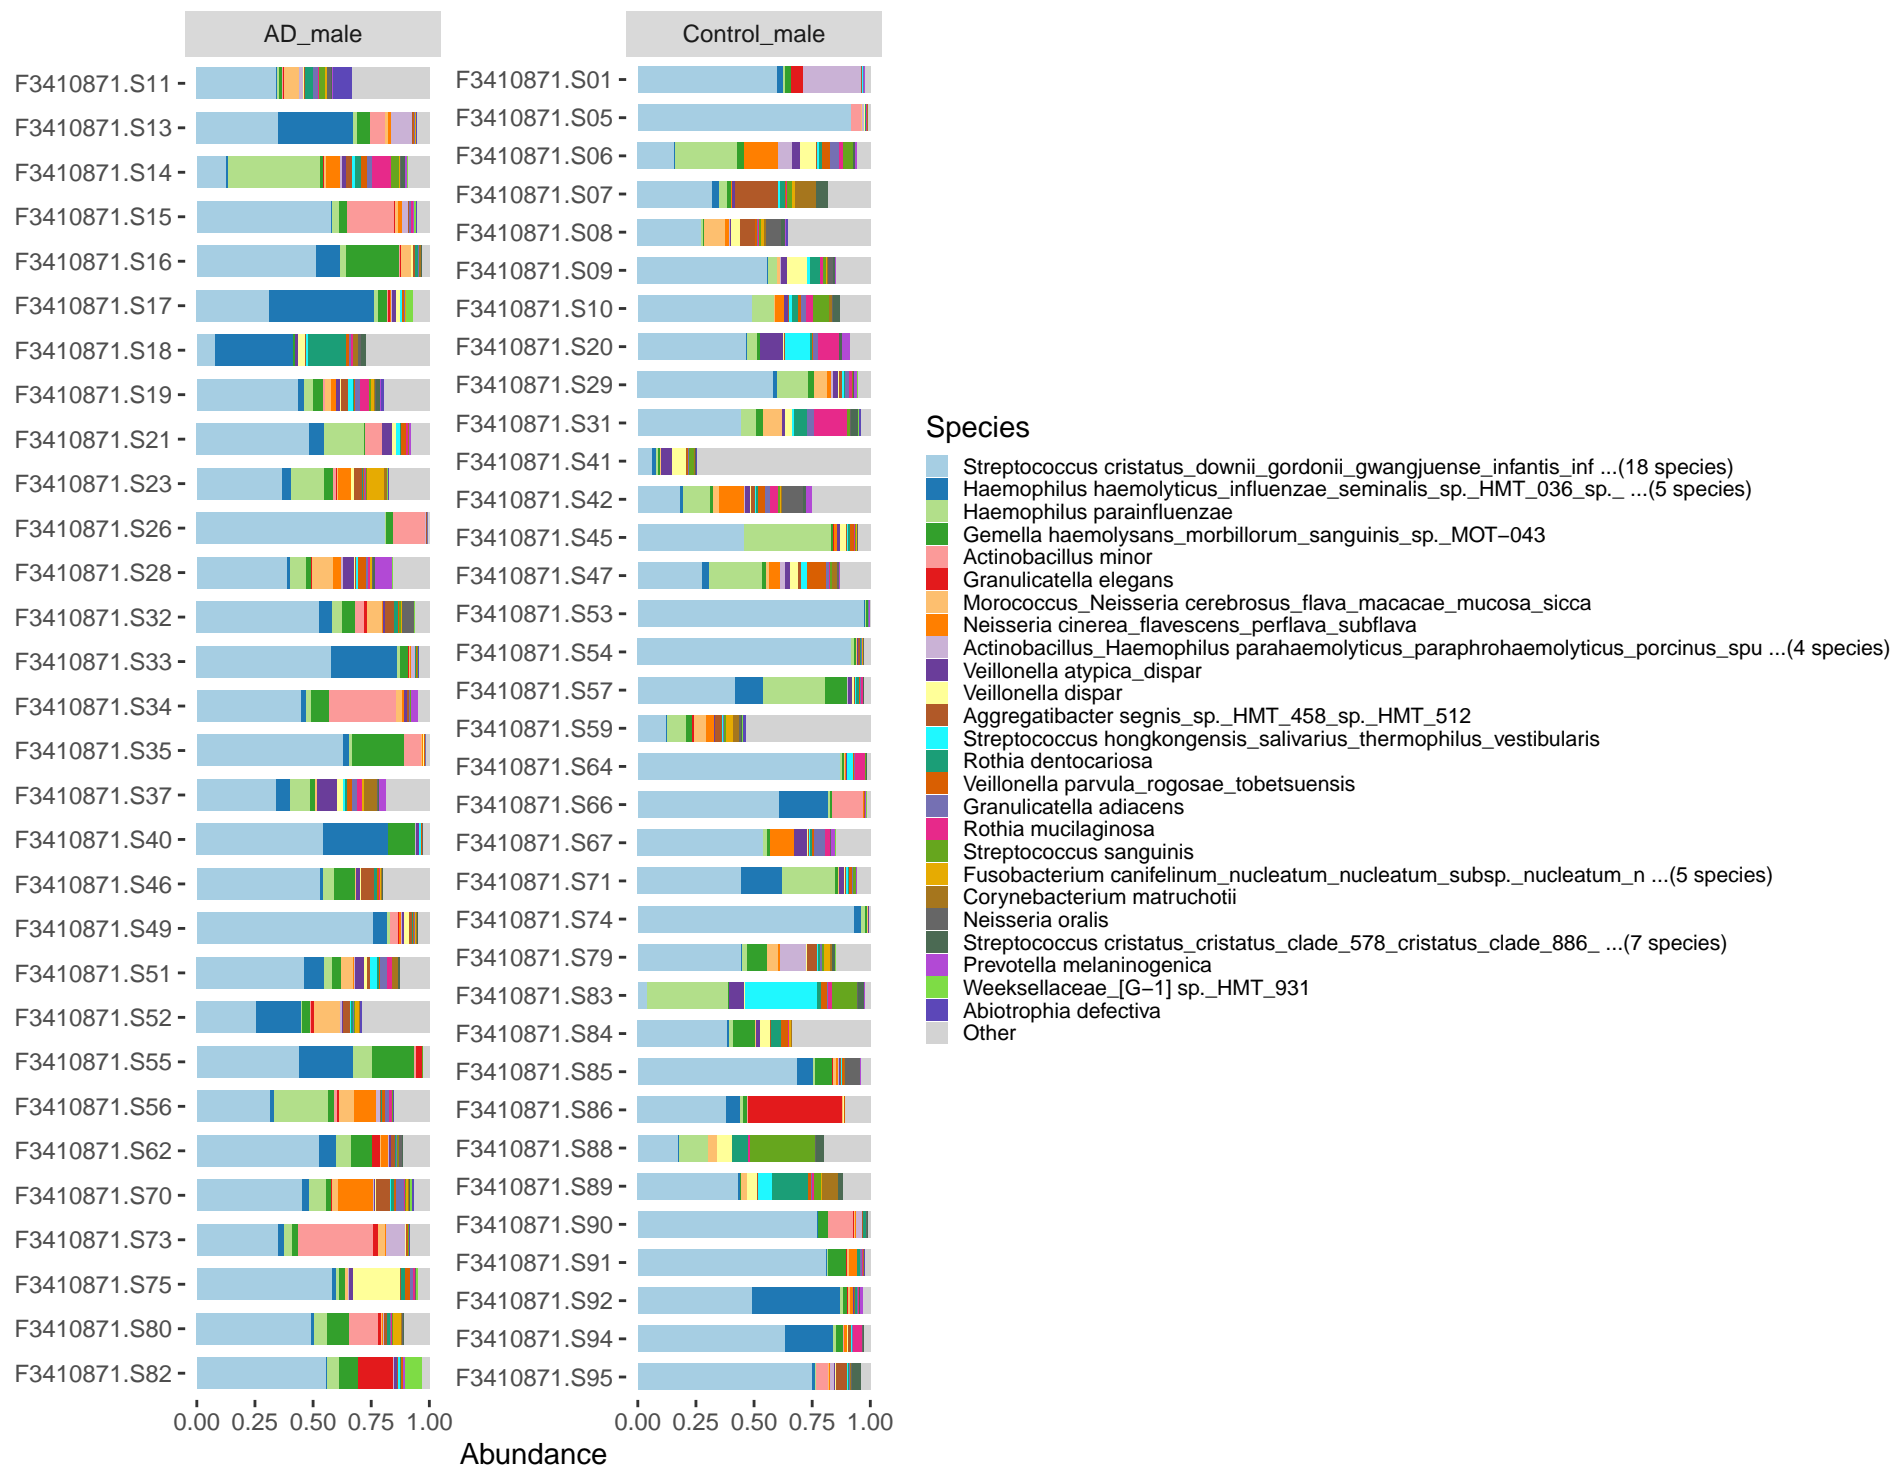 AD_male
F3410871.S11
F3410871.S13
F3410871.S14
F3410871.S15
F3410871.S16
F3410871.S17
F3410871.S18
F3410871.S19
F3410871.S21
F3410871.S23
F3410871.S26
F3410871.S28
F3410871.S32
F3410871.S33
F3410871.S34
F3410871.S35
F3410871.S37
F3410871.S40
F3410871.S46
F3410871.S49
F3410871.S51
F3410871.S52
F3410871.S55
F3410871.S56
F3410871.S62
F3410871.S70
F3410871.S73
F3410871.S75
F3410871.S80
F3410871.S82
0.00 0.25 0.50 0.75 1.00
Control_male
F3410871.S01
F3410871.S05
F3410871.S06
F3410871.S07
F3410871.S08
F3410871.S09
F3410871.S10
F3410871.S20
F3410871.S29
F3410871.S31
F3410871.S41
F3410871.S42
F3410871.S45
F3410871.S47
F3410871.S53
F3410871.S54
F3410871.S57
F3410871.S59
F3410871.S64
F3410871.S66
F3410871.S67
F3410871.S71
F3410871.S74
F3410871.S79
F3410871.S83
F3410871.S84
F3410871.S85
F3410871.S86
F3410871.S88
F3410871.S89
F3410871.S90
F3410871.S91
F3410871.S92
F3410871.S94
F3410871.S95
0.00 0.25 0.50 0.75 1.00
Abundance
Species
Streptococcus cristatus_downii_gordonii_gwangjuense_infantis_inf ...(18 species)
Haemophilus haemolyticus_influenzae_seminalis_sp._HMT_036_sp._ ...(5 species)
Haemophilus parainfluenzae
Gemella haemolysans_morbillorum_sanguinis_sp._MOT−043
Actinobacillus minor
Granulicatella elegans
Morococcus_Neisseria cerebrosus_flava_macacae_mucosa_sicca
Neisseria cinerea_flavescens_perflava_subflava
Actinobacillus_Haemophilus parahaemolyticus_paraphrohaemolyticus_porcinus_spu ...(4 species)
Veillonella atypica_dispar
Veillonella dispar
Aggregatibacter segnis_sp._HMT_458_sp._HMT_512
Streptococcus hongkongensis_salivarius_thermophilus_vestibularis
Rothia dentocariosa
Veillonella parvula_rogosae_tobetsuensis
Granulicatella adiacens
Rothia mucilaginosa
Streptococcus sanguinis
Fusobacterium canifelinum_nucleatum_nucleatum_subsp._nucleatum_n ...(5 species)
Corynebacterium matruchotii
Neisseria oralis
Streptococcus cristatus_cristatus_clade_578_cristatus_clade_886_ ...(7 species)
Prevotella melaninogenica
Weeksellaceae_[G−1] sp._HMT_931
Abiotrophia defectiva
Other